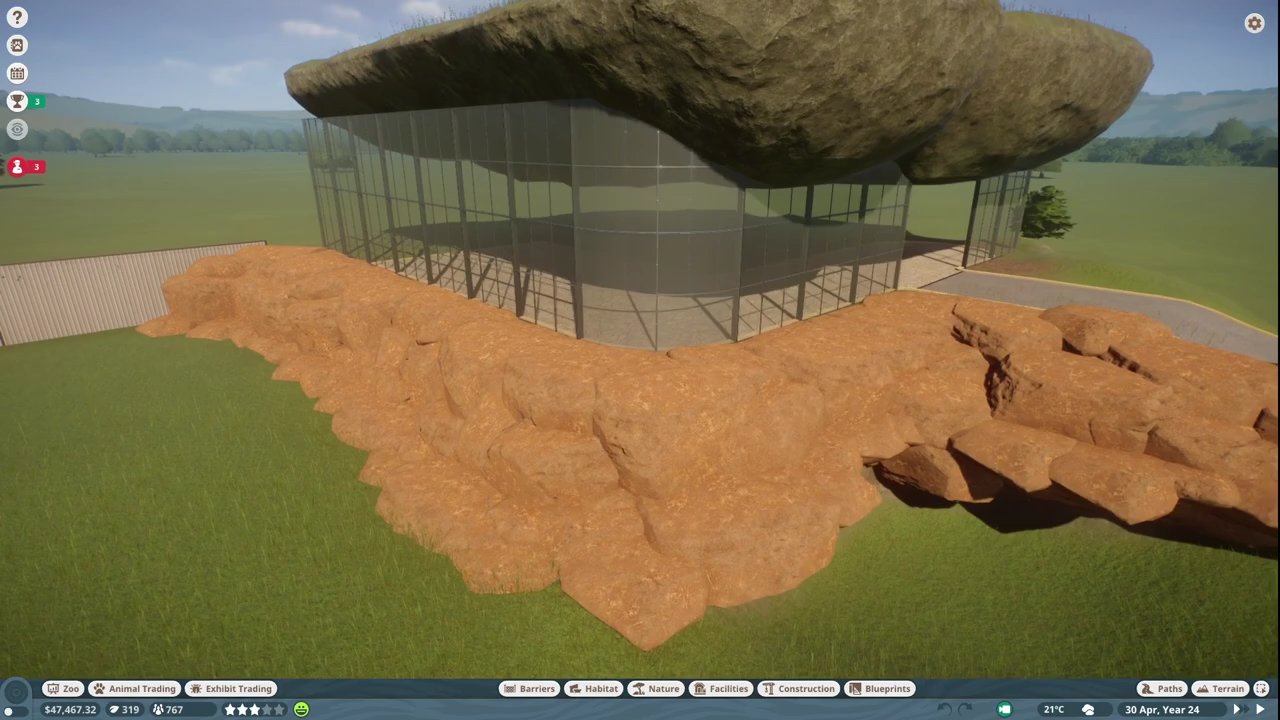 ?
3
3
Zoo
Animal Trading
Exhibit Trading
Barriers
Habitat
Nature
Facilities
Construction
Blueprints
Paths
Terrain
$47,467.32
319
767
21°C
30 Apr, Year 24